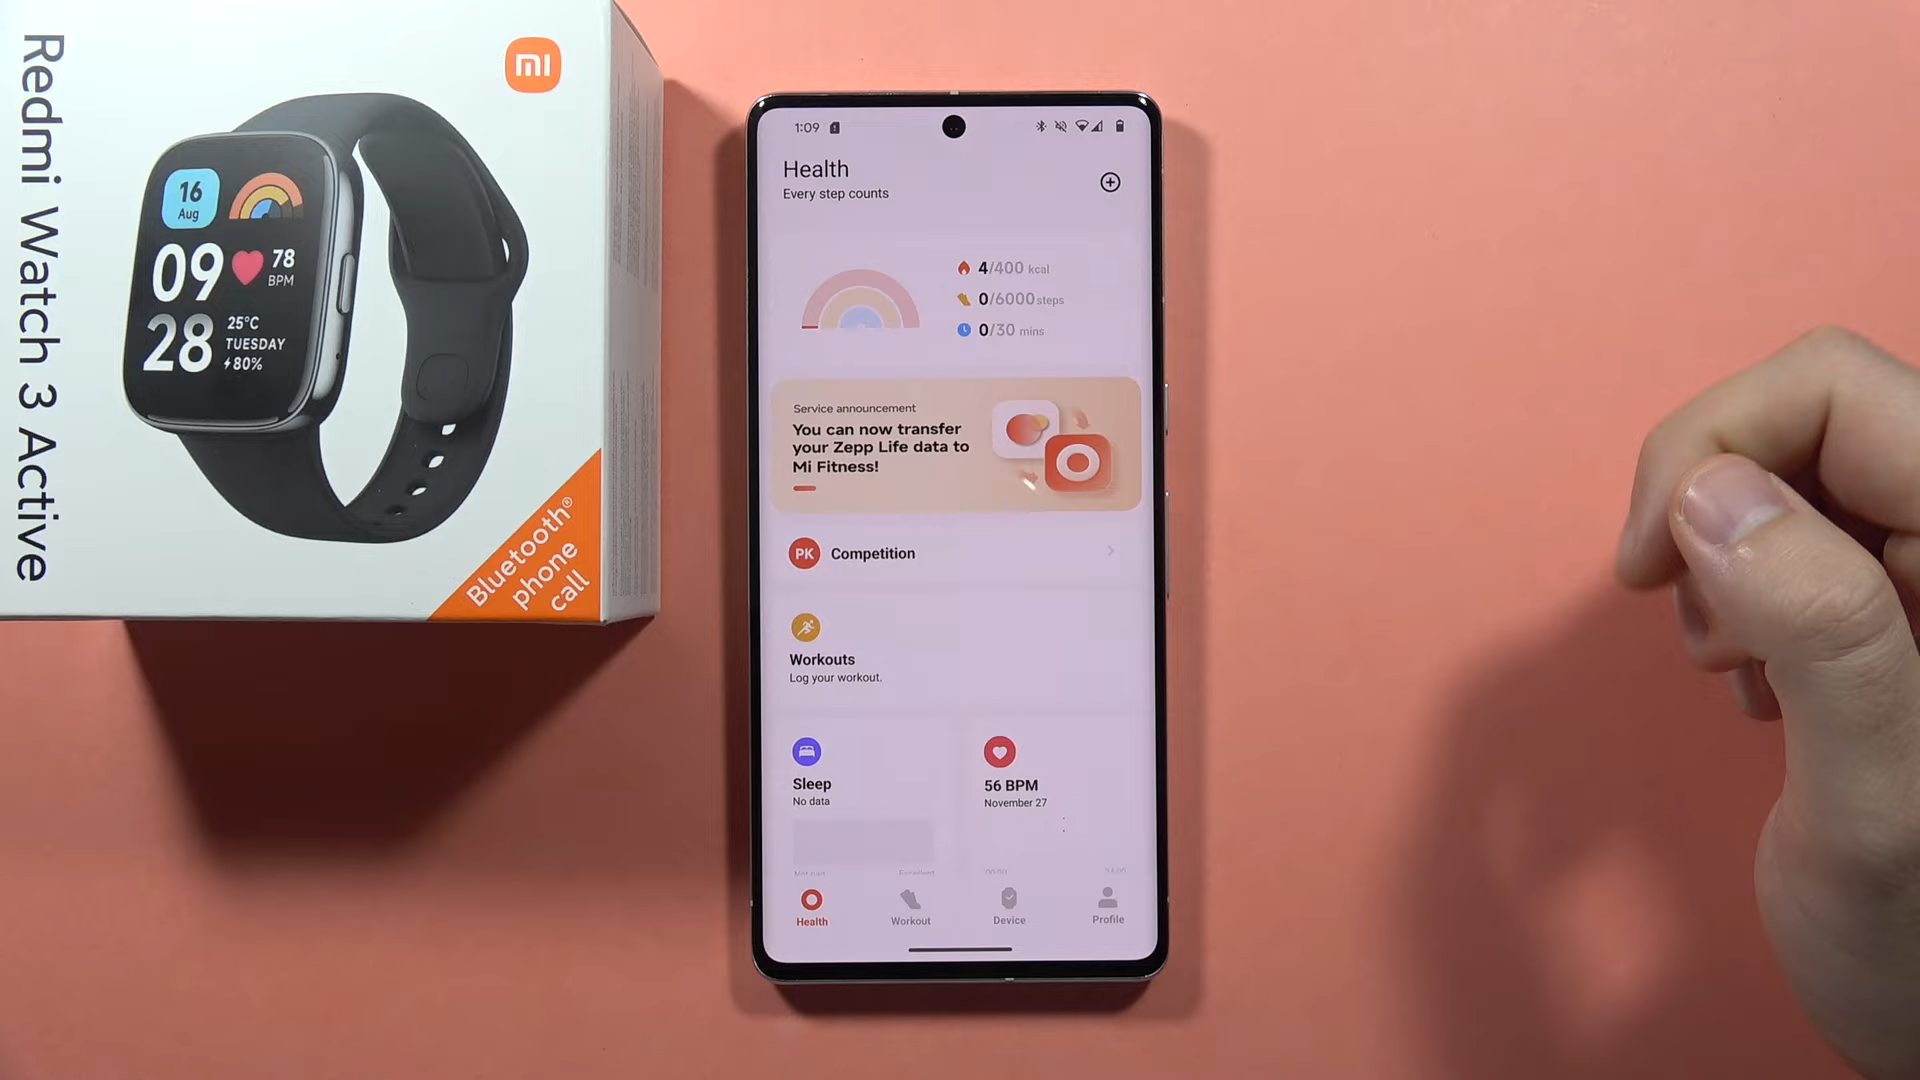 Redmi Watch 3 Active
mi
16
Aug
09
78
BPM
28
25°C
TUESDAY
80%
Bluetooth®
phone
call
1:09
Health
Every step counts
4/400 kcal
0/6000 steps
0/30 mins
Service announcement
You can now transfer
your Zepp Life data to
Mi Fitness!
PK Competition
Workouts
Log your workout.
Sleep
No data
56 BPM
November 27
Excellent
00:00
Health
Workout
Device
Profile